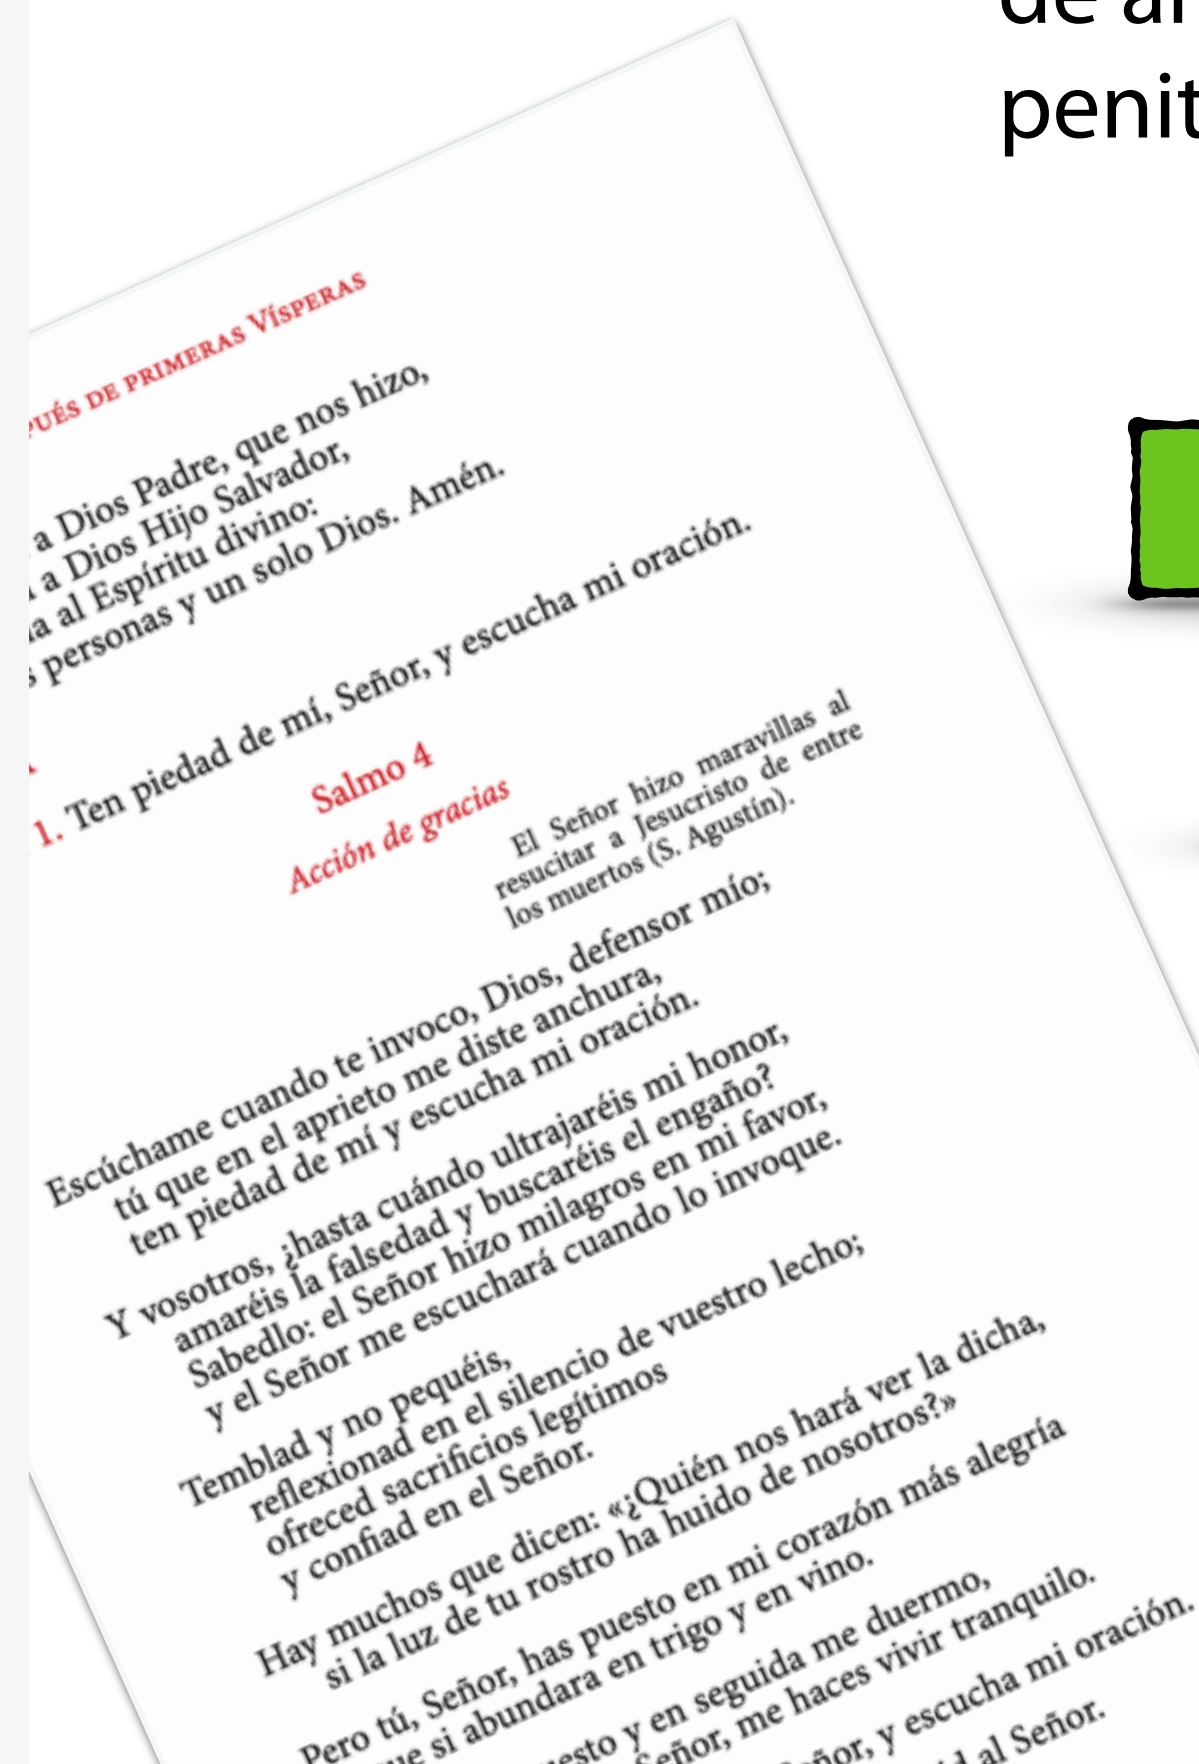 de
penit
PUÉS DE PRIMERAS VÍSPERAS
a Dios Padre, que nos hizo,
a Dios Hijo Salvador,
al Espíritu divino:
personas y un solo Dios. Amén.
1. Ten piedad de mí, Señor, y escucha mi oración.
Salmo 4
Acción de gracias
El Señor hizo maravillas al
resucitar a Jesucristo de entre
los muertos (S. Agustín).
Escúchame cuando te invoco, Dios, defensor mío;
tú que en el aprieto me diste anchura,
ten piedad de mí y escucha mi oración.
Y vosotros, ¿hasta cuándo ultrajaréis mi honor,
amaréis la falsedad y buscaréis el engaño?
Sabedlo: el Señor hizo milagros en mi favor,
y el Señor me escuchará cuando lo invoque.
Temblad y no pequéis,
reflexionad en el silencio de vuestro lecho;
ofreced sacrificios legítimos
y confiad en el Señor.
Hay muchos que dicen: «¿Quién nos hará ver la dicha,
si la luz de tu rostro ha huido de nosotros?»
Pero tú, Señor, has puesto en mi corazón más alegría
ue si abundara en trigo y en vino.
esto y en seguida me duermo,
Señor, me haces vivir tranquilo.
ñor, y escucha mi oración.
al Señor.